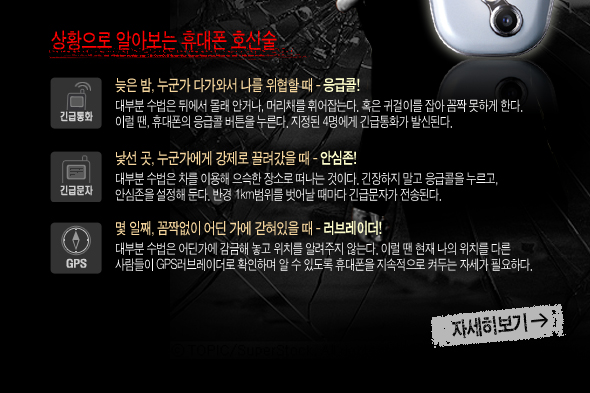 상황으로 알아보는 휴대폰 호신술
늦은 밤, 누군가 다가와서 나를 위협할 때 - 응급콜!
긴급통화
대부분 수법은 뒤에서 몰래 안거나, 머리채를 휘어잡는다. 혹은 귀걸이를 잡아 꼼짝 못하게 한다.
이럴 땐, 휴대폰의 응급콜 버튼을 누른다. 지정된 4명에게 긴급통화가 발신된다.
낯선 곳, 누군가에게 강제로 끌려갔을 때 - 안심존!
긴급문자
대부분 수법은 차를 이용해 으슥한 장소로 떠나는 것이다. 긴장하지 말고 응급콜을 누르고,
안심존을 설정해 둔다. 반경 1km범위를 벗어날 때마다 긴급문자가 전송된다.
몇 일째, 꼼짝없이 어딘 가에 갇혀있을 때 - 러브레이더!
GPS
대부분 수법은 어딘가에 감금해 놓고 위치를 알려주지 않는다. 이럴 땐 현재 나의 위치를 다른
사람들이 GPS러브레이더로 확인하며 알 수 있도록 휴대폰을 지속적으로 켜두는 자세가 필요하다.
자세히보기→